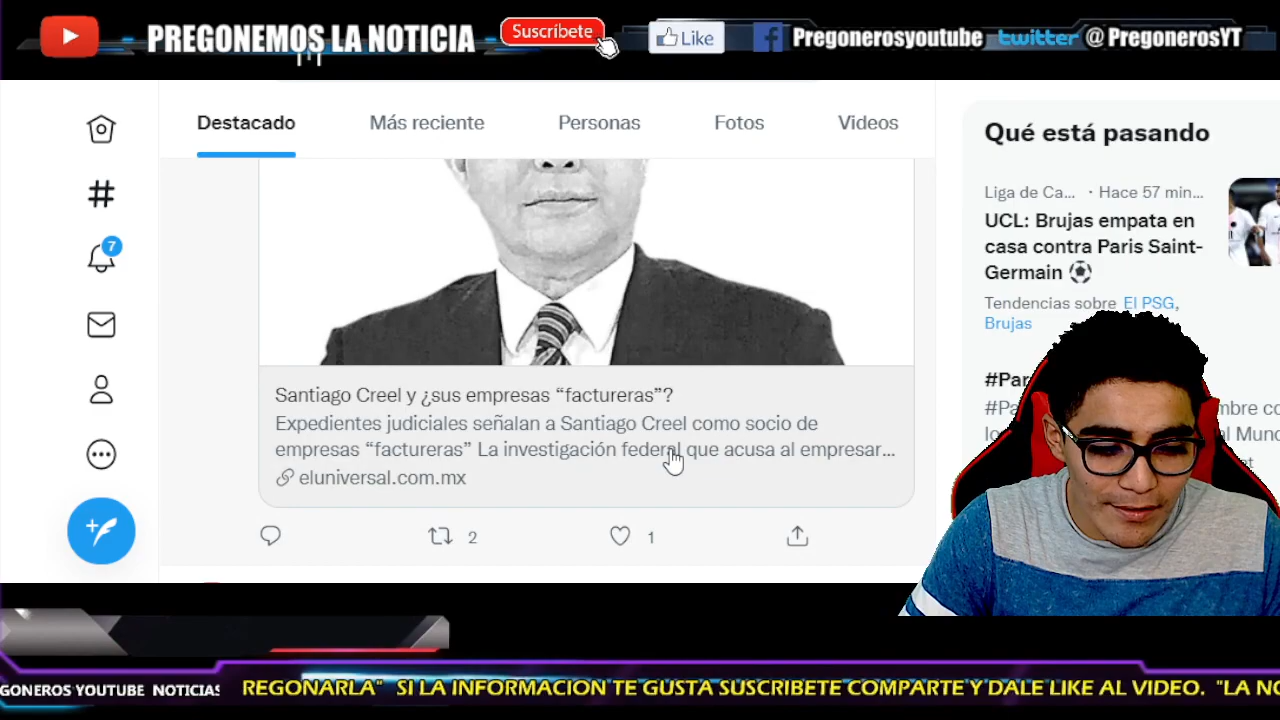 PREGONEMOS LA NOTICIA
Suscríbete
Like
Pregonerosyoutube
twitter @PregonerosYT
Destacado
Más reciente
Personas
Fotos
Videos
7
Santiago Creel y ¿sus empresas “factureras”?
Expedientes judiciales señalan a Santiago Creel como socio de
empresas “factureras” La investigación federal que acusa al empresar...
eluniversal.com.mx
2
1
Qué está pasando
Liga de Ca... · Hace 57 min...
UCL: Brujas empata en
casa contra Paris Saint-
Germain
Tendencias sobre El PSG,
Brujas
GONEROS YOUTUBE NOTICIAS
REGONARLA" SI LA INFORMACION TE GUSTA SUSCRIBETE COMPARTE Y DALE LIKE AL VIDEO. "LA NO